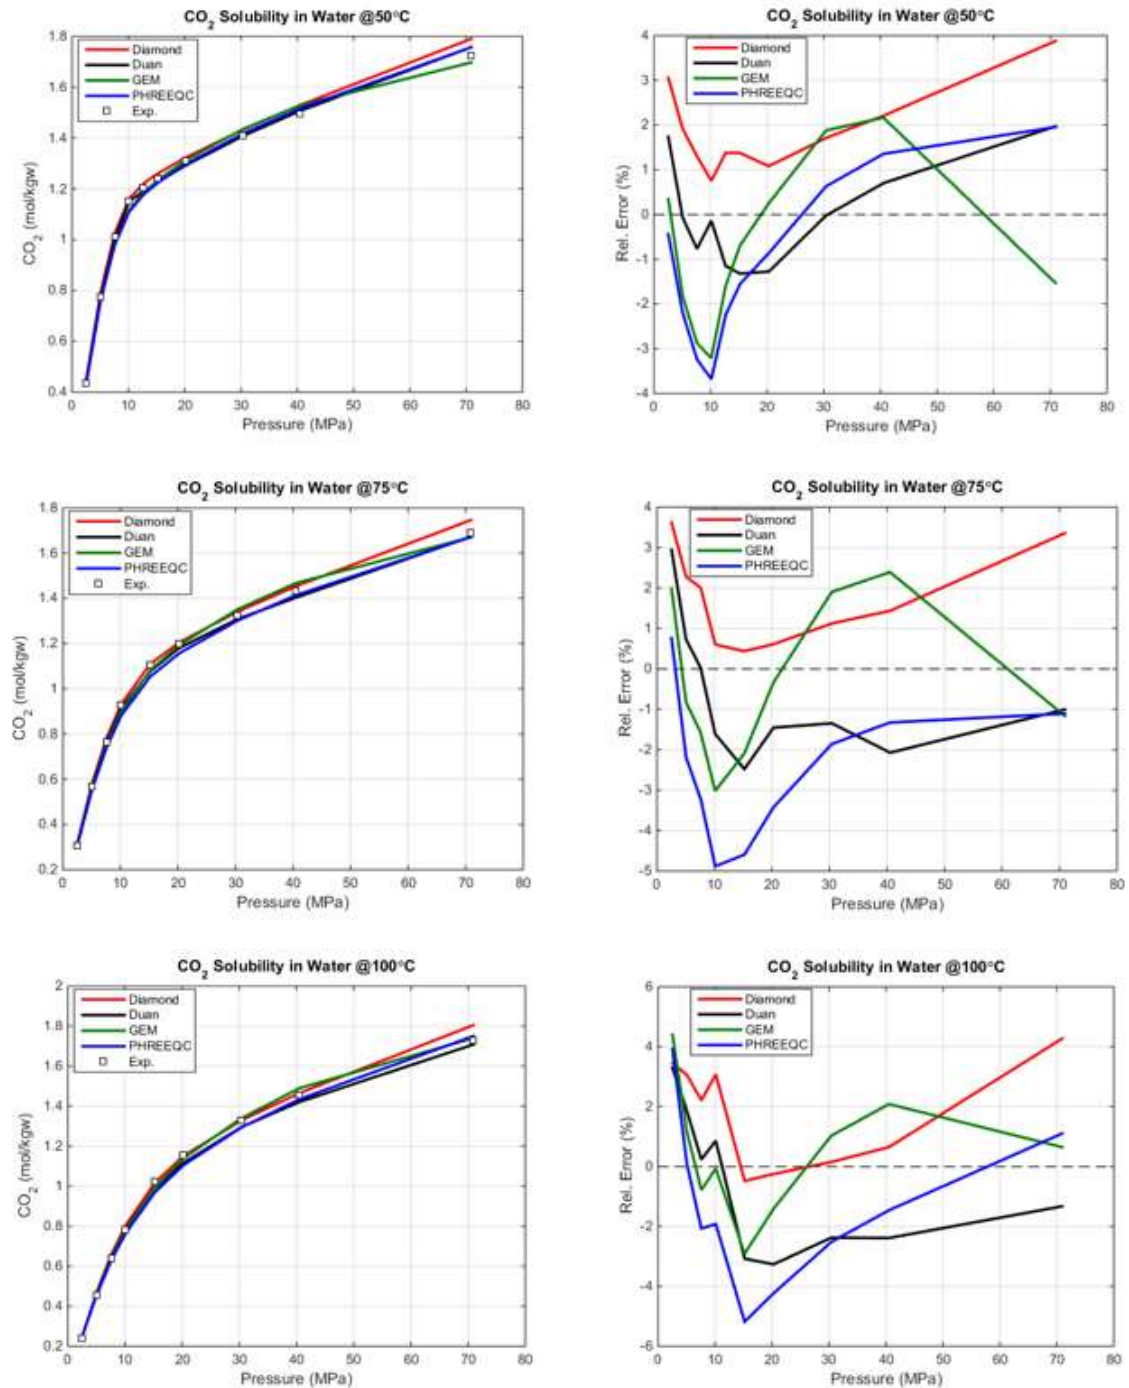 CO2 Solubility in Water @50°C
Diamond
Duan
GEM
PHREEQC
Exp.
1.8
1.6
1.4
1.2
1
0.8
0.6
0.4
CO2 (mol/kgw)
0 10 20 30 40 50 60 70 80
Pressure (MPa)
CO2 Solubility in Water @50°C
Diamond
Duan
GEM
PHREEQC
4
3
2
1
0
-1
-2
-3
-4
Rel. Error (%)
0 10 20 30 40 50 60 70 80
Pressure (MPa)
CO2 Solubility in Water @75°C
Diamond
Duan
GEM
PHREEQC
Exp.
1.8
1.6
1.4
1.2
1
0.8
0.6
0.4
0.2
CO2 (mol/kgw)
0 10 20 30 40 50 60 70 80
Pressure (MPa)
CO2 Solubility in Water @75°C
Diamond
Duan
GEM
PHREEQC
4
3
2
1
0
-1
-2
-3
-4
-5
Rel. Error (%)
0 10 20 30 40 50 60 70 80
Pressure (MPa)
CO2 Solubility in Water @100°C
Diamond
Duan
GEM
PHREEQC
Exp.
2
1.8
1.6
1.4
1.2
1
0.8
0.6
0.4
0.2
CO2 (mol/kgw)
0 10 20 30 40 50 60 70 80
Pressure (MPa)
CO2 Solubility in Water @100°C
Diamond
Duan
GEM
PHREEQC
6
4
2
0
-2
-4
-6
Rel. Error (%)
0 10 20 30 40 50 60 70 80
Pressure (MPa)